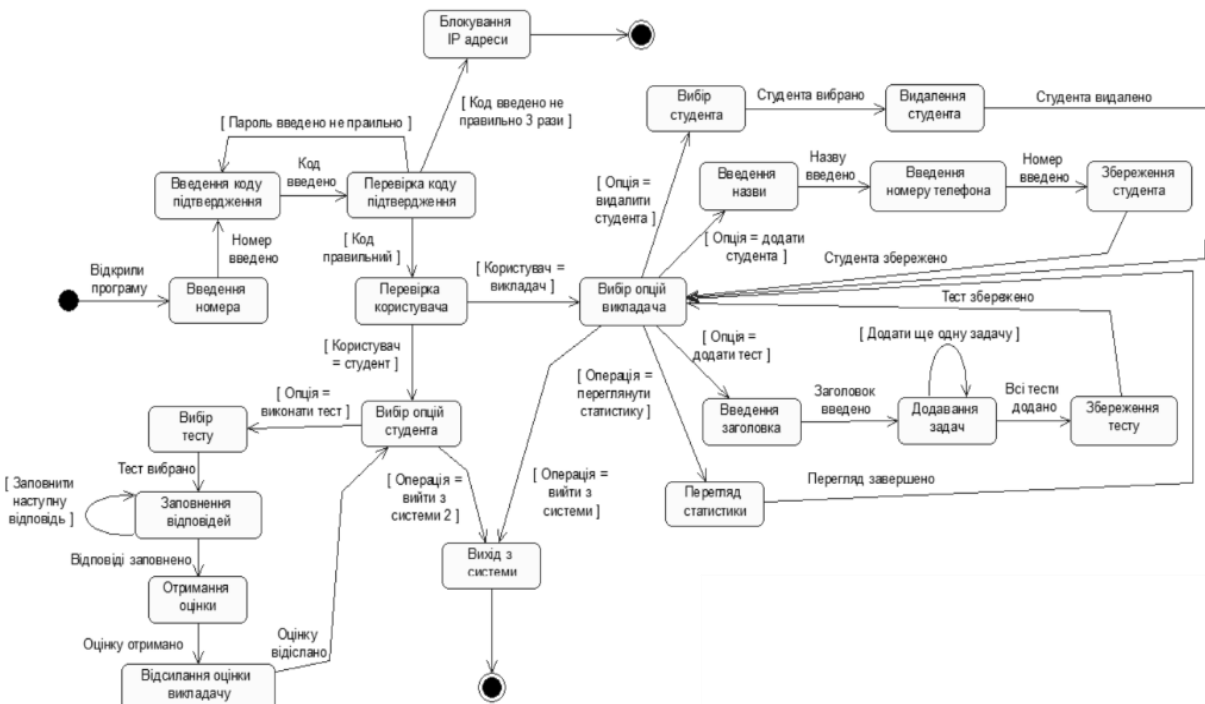 Блокування
IP адреси
[ Код введено не
правильно 3 рази ]
[ Пароль введено не праильно ]
Введення коду
підтвердження
Код
введено
Перевірка коду
підтвердження
Номер
введено
[ Код
правильний ]
Відкрили
програму
Введення
номера
Перевірка
користувача
[ Користувач =
викладач ]
Вибір опцій
викладача
[ Користувач
= студент ]
[ Опція =
виконати тест ]
Вибір
тесту
Вибір опцій
студента
Тест вибрано
[ Заповнити
наступну
відповідь ]
Заповнення
відповідей
Відповіді заповнено
Отримання
оцінки
Оцінку отримано
Відсилання оцінки
викладачу
Оцінку
відіслано
[ Операція =
вийти з
системи 2 ]
[ Операція =
вийти з
системи ]
Вихід з
системи
Вибір
студента
Студента вибрано
Видалення
студента
Студента видалено
[ Опція =
видалити
студента ]
Введення
назви
Назву
введено
Введення
номеру телефона
Номер
введено
Збереження
студента
[ Опція = додати
студента ]
Студента збережено
Тест збервжено
[ Опція =
додати тест ]
[ Додати ще одну задачу ]
[ Операція =
переглянути
статистику ]
Введення
заголовка
Заголовок
введено
Додавання
задач
Всі тести
додано
Збереження
тесту
Перегляд
статистики
Перегляд завершено